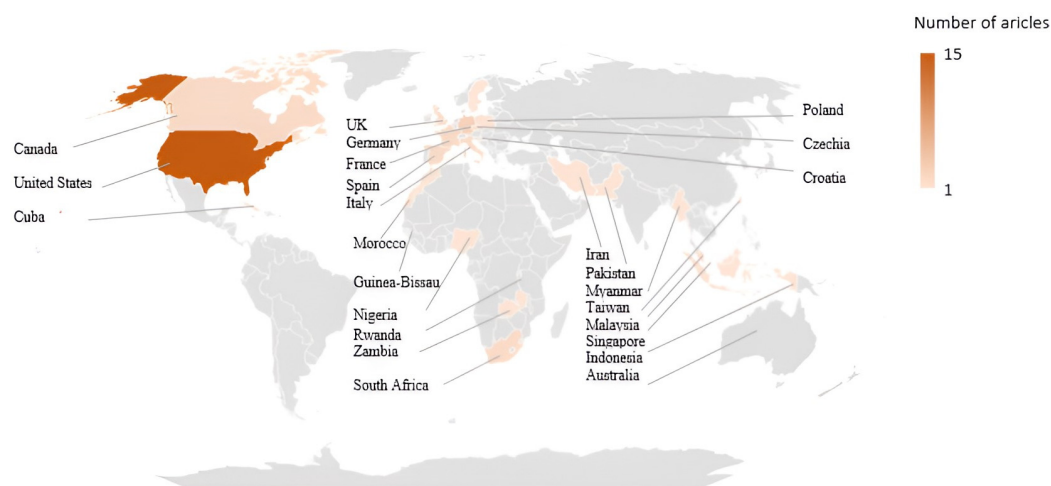 Number of aricles
15
1
Canada
United States
Cuba
UK
Germany
France
Spain
Italy
Morocco
Guinea-Bissau
Nigeria
Rwanda
Zambia
South Africa
Iran
Pakistan
Myanmar
Taiwan
Malaysia
Singapore
Indonesia
Australia
Poland
Czechia
Croatia